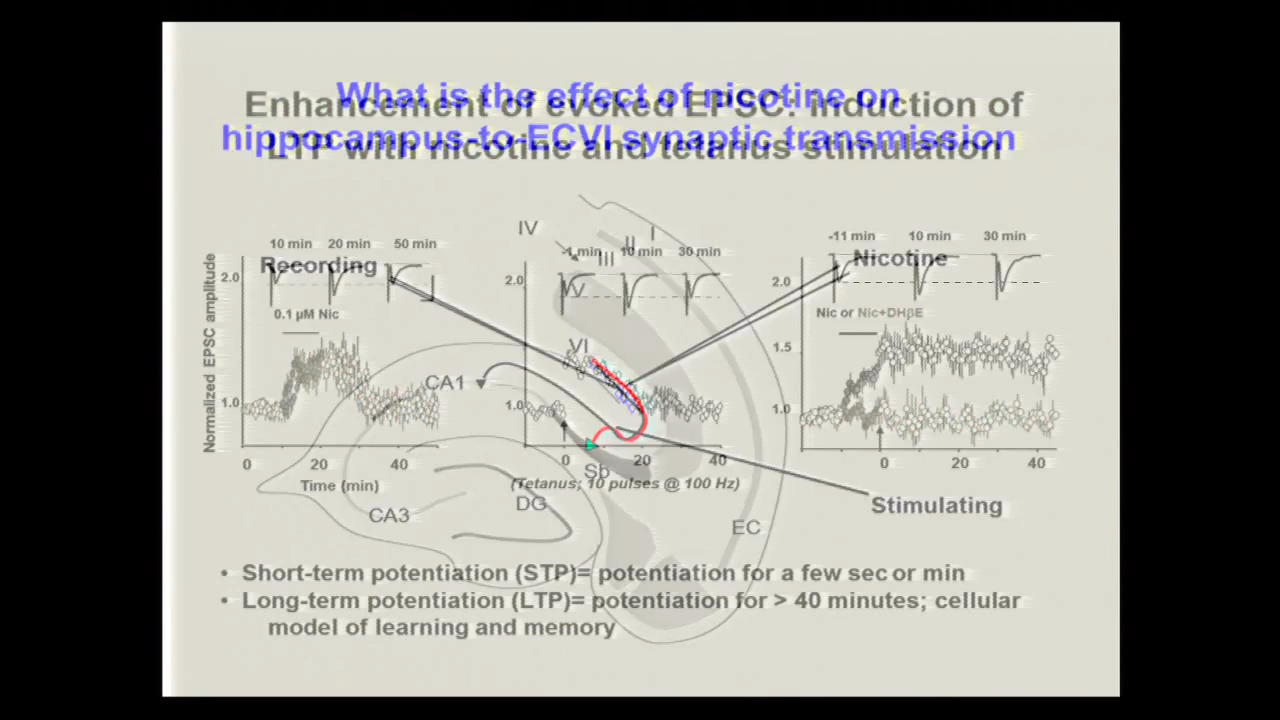 What is the effect of nicotine on
hippocampus-to-ECVI synaptic transmission
Enhancement of evoked EPSC: induction of
LTP with nicotine and tetanus stimulation
IV
I
II
III
V
VI
Recording
Nicotine
CA1
Sb
DG
CA3
EC
Stimulating
Normalized EPSC amplitude
10 min 20 min 50 min
2.0
0.1 µM Nic
1.0
0 20 40
Time (min)
-1 min 10 min 30 min
2.0
1.0
0 20 40
(Tetanus; 10 pulses @ 100 Hz)
-11 min 10 min 30 min
2.0
Nic or Nic+DHβE
1.5
1.0
0 20 40
• Short-term potentiation (STP)= potentiation for a few sec or min
• Long-term potentiation (LTP)= potentiation for > 40 minutes; cellular
model of learning and memory